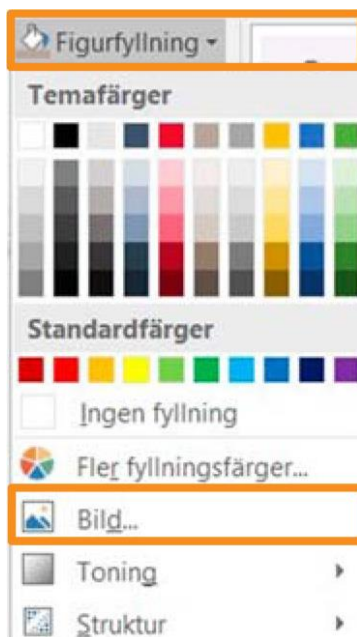 Figurfyllning
Temafärger
Standardfärger
Ingen fyllning
Fler fyllningsfärger...
Bild...
Toning
Struktur